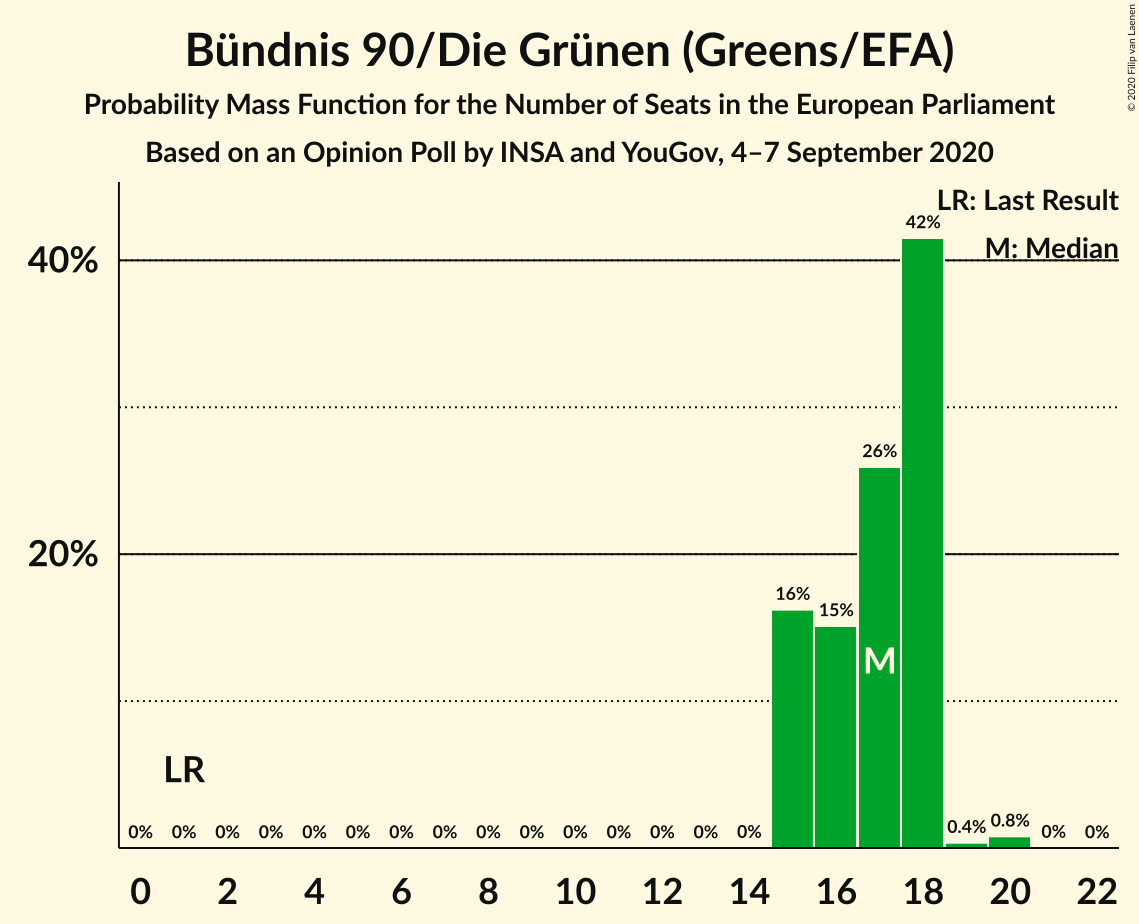 Bündnis 90/Die Grünen (Greens/EFA)
Probability Mass Function for the Number of Seats in the European Parliament
Based on an Opinion Poll by INSA and YouGov, 4–7 September 2020
© 2020 Filip van Laenen
LR: Last Result
M: Median
40%
20%
42%
26%
16%
15%
M
LR
0% 0% 0% 0% 0% 0% 0% 0% 0% 0% 0% 0% 0% 0% 0% 0.4% 0.8% 0% 0%
0 2 4 6 8 10 12 14 16 18 20 22